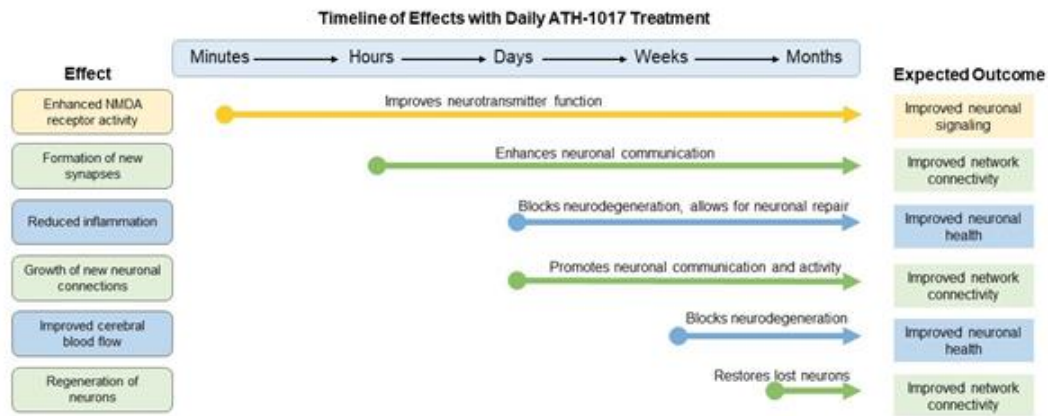 Timeline of Effects with Daily ATH-1017 Treatment
Minutes Hours Days Weeks Months
Effect
Expected Outcome
Enhanced NMDA
receptor activity
Improves neurotransmitter function
Improved neuronal
signaling
Formation of new
synapses
Enhances neuronal communication
Improved network
connectivity
Reduced inflammation
Blocks neurodegeneration, allows for neuronal repair
Improved neuronal
health
Growth of new neuronal
connections
Promotes neuronal communication and activity
Improved network
connectivity
Improved cerebral
blood flow
Blocks neurodegeneration
Improved neuronal
health
Regeneration of
neurons
Restores lost neurons
Improved network
connectivity